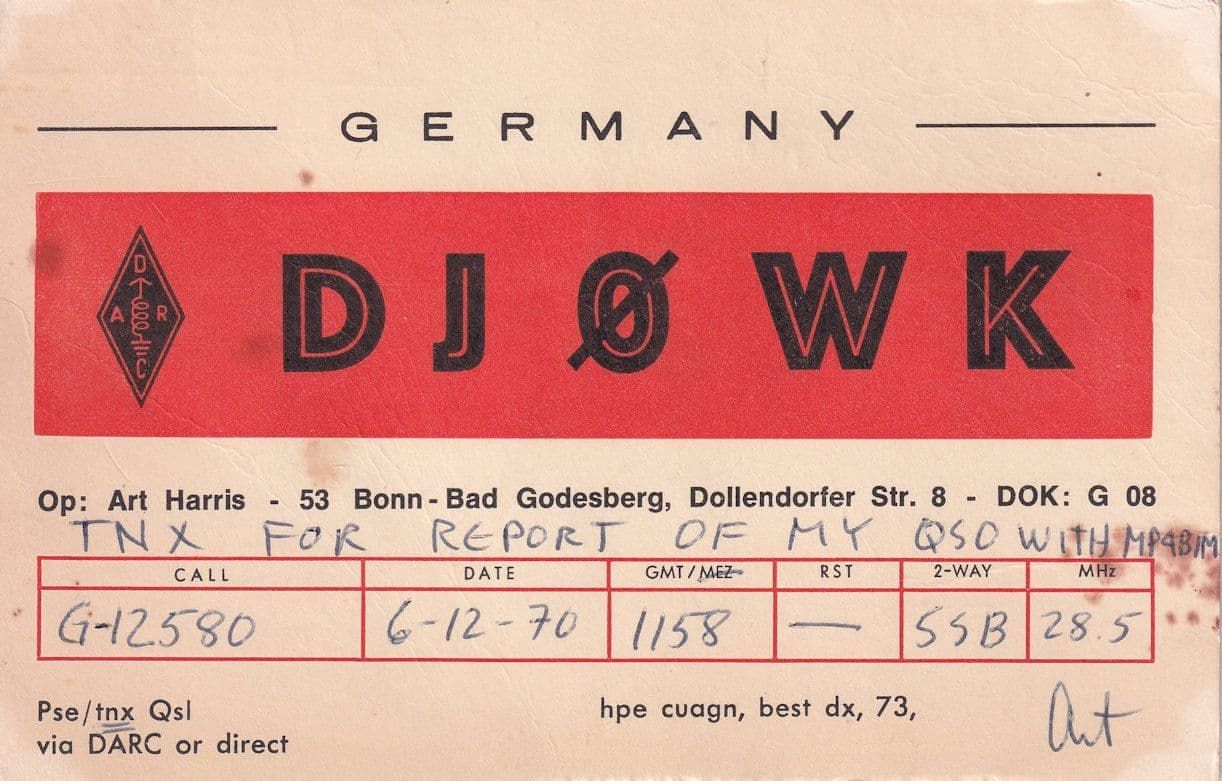 GERMANY
DARC
DJØWK
Op: Art Harris - 53 Bonn-Bad Godesberg, Dollendorfer Str. 8 - DOK: G 08
TNX FOR REPORT OF MY QSO WITH MP4BIM
CALL DATE GMT/MEZ RST 2-WAY MHz
G-12580 6-12-70 1158 — SSB 28.5
Pse/tnx Qsl hpe cuagn, best dx, 73, Art
via DARC or direct